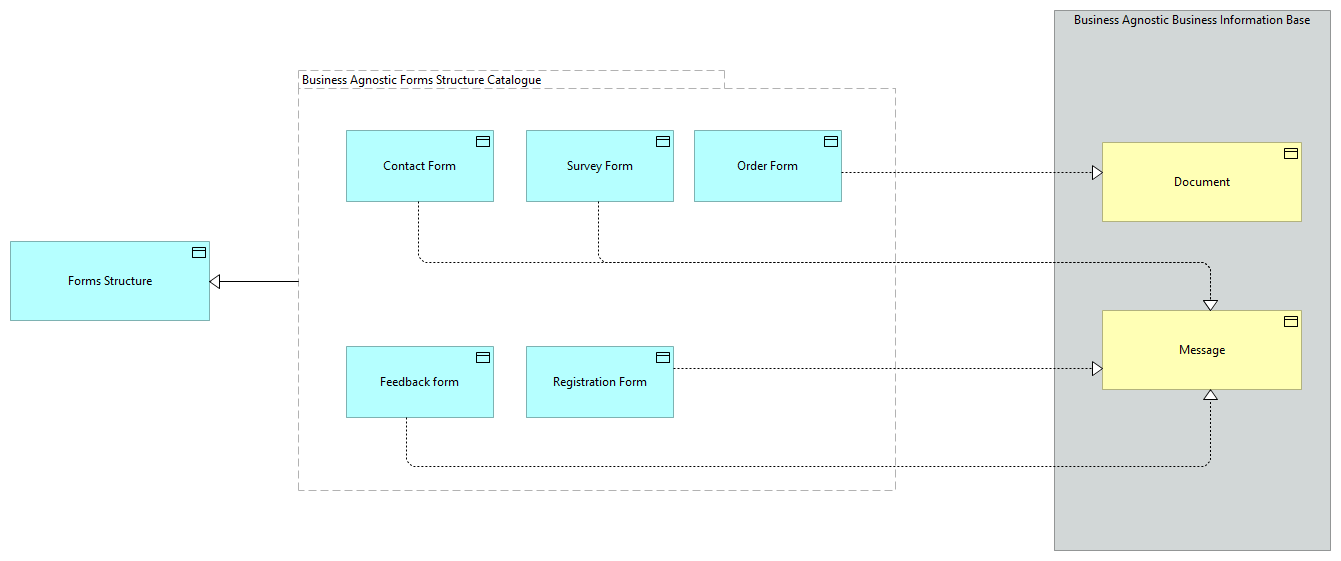 Business Agnostic Business Information Base
Business Agnostic Forms Structure Catalogue
Contact Form
Survey Form
Order Form
Document
Forms Structure
Message
Feedback form
Registration Form